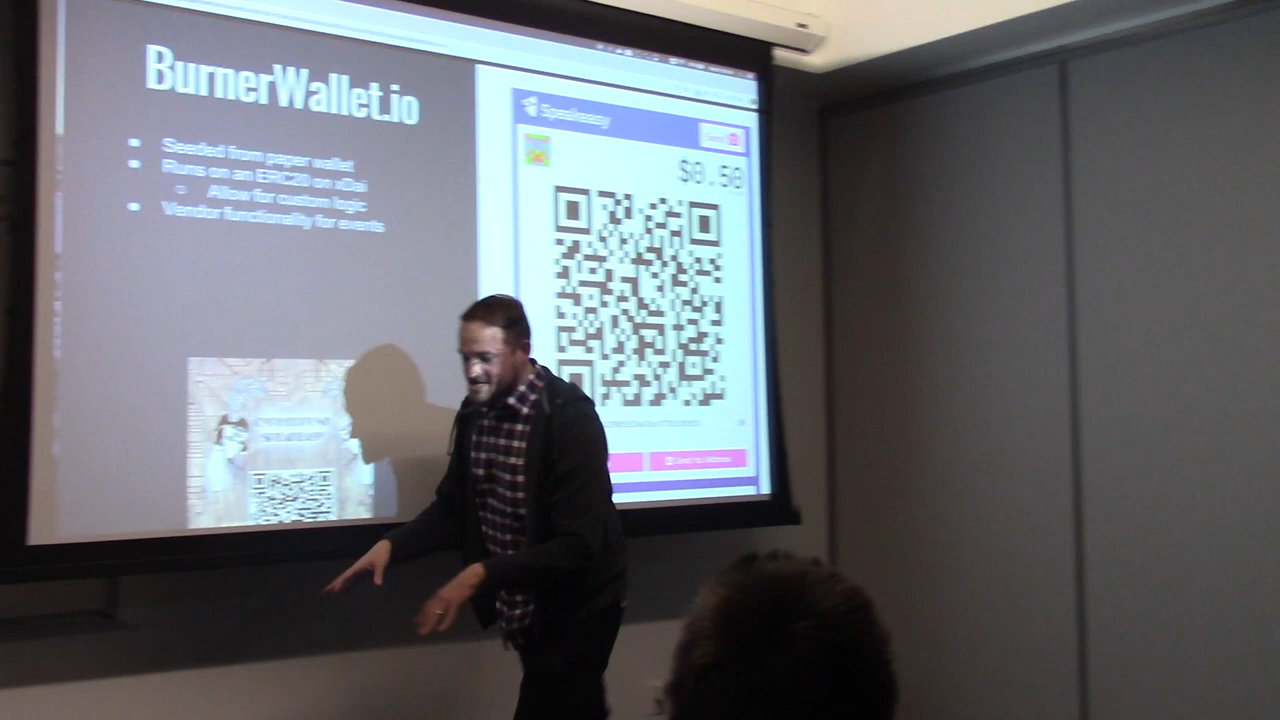 BurnerWallet.io
Seeded from paper wallet
Runs on an ERC20 on xDai
Allow for custom logic
Vendor functionality for events
Speakeasy
$0.50